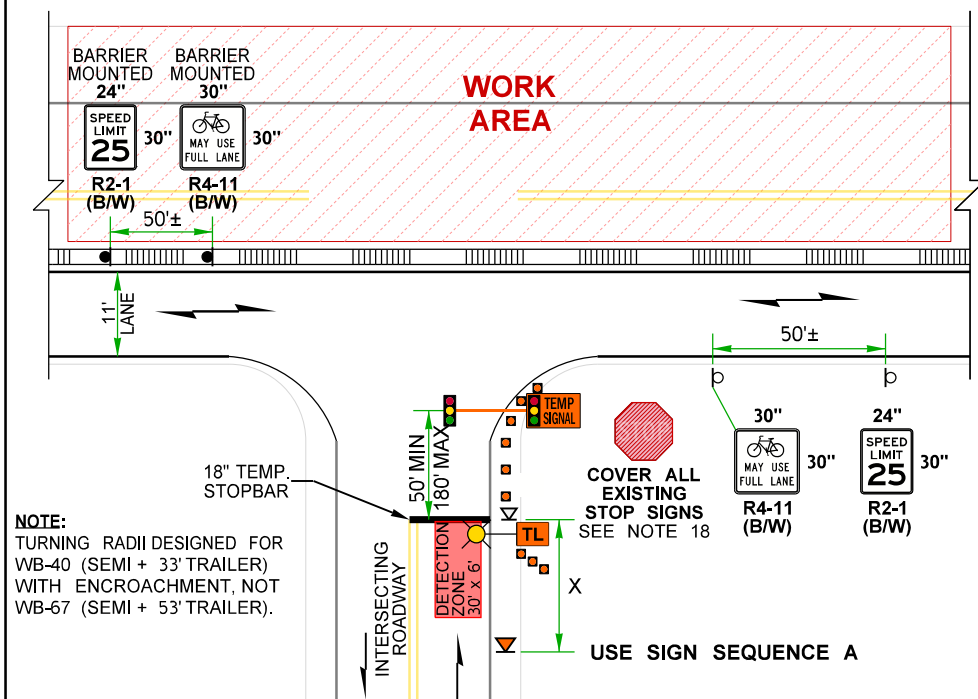 BARRIER
MOUNTED
24"
BARRIER
MOUNTED
30"
SPEED
LIMIT
25
30"
MAY USE
FULL LANE
30"
R2-1
(B/W)
R4-11
(B/W)
50'±
WORK
AREA
11'
LANE
50'±
TEMP
SIGNAL
50' MIN
180' MAX
STOP
COVER ALL
EXISTING
STOP SIGNS
SEE NOTE 18
30"
MAY USE
FULL LANE
30"
R4-11
(B/W)
24"
SPEED
LIMIT
25
30"
R2-1
(B/W)
18" TEMP.
STOPBAR
NOTE:
TURNING RADII DESIGNED FOR
WB-40 (SEMI + 33' TRAILER)
WITH ENCROACHMENT, NOT
WB-67 (SEMI + 53' TRAILER).
INTERSECTING
ROADWAY
DETECTION
ZONE
30' x 6'
TL
X
USE SIGN SEQUENCE A